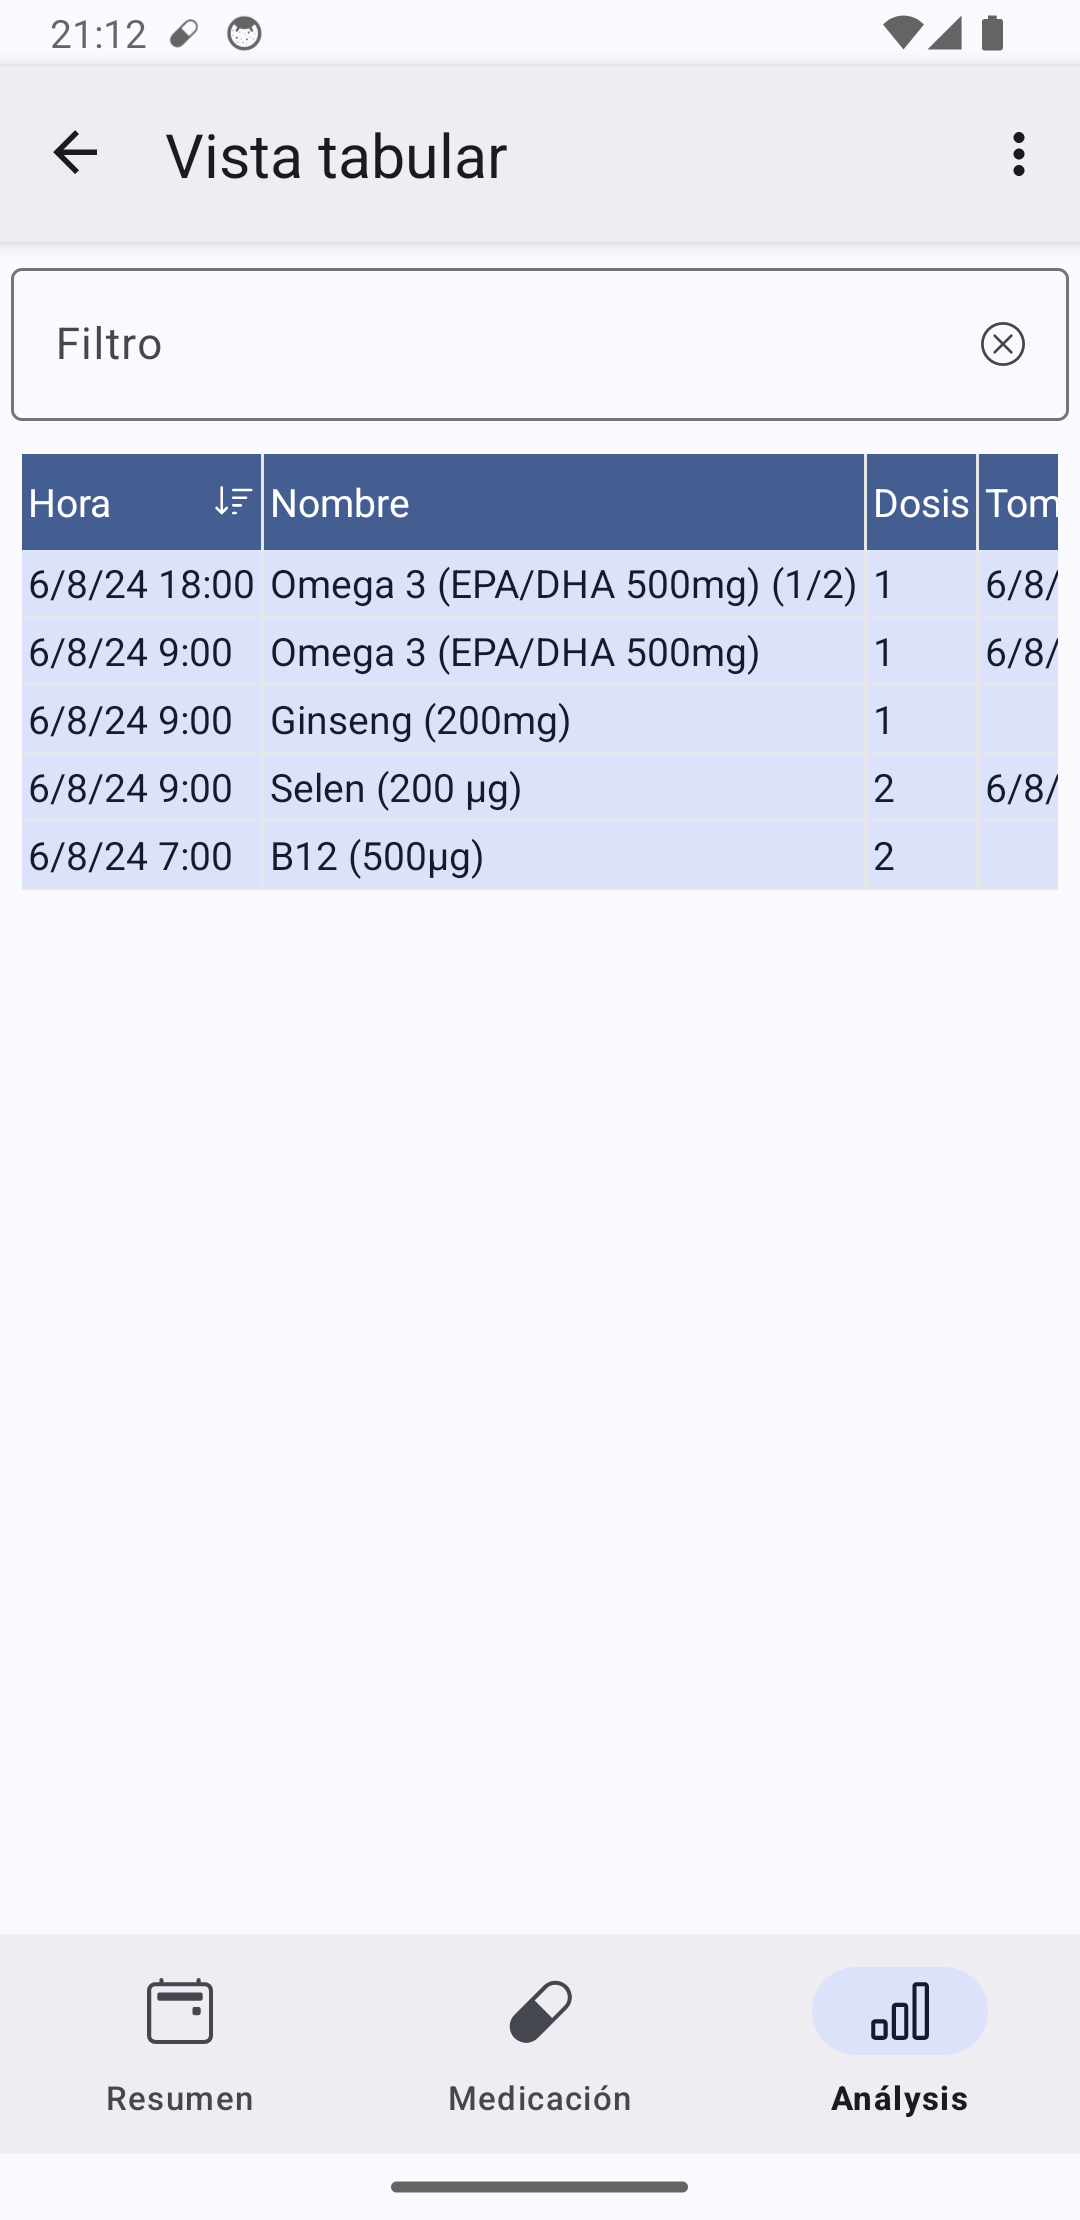 21:12
Vista tabular
Filtro
Hora Nombre Dosis Tom
6/8/24 18:00 Omega 3 (EPA/DHA 500mg) (1/2) 1 6/8/
6/8/24 9:00 Omega 3 (EPA/DHA 500mg) 1 6/8/
6/8/24 9:00 Ginseng (200mg) 1
6/8/24 9:00 Selen (200 µg) 2 6/8/
6/8/24 7:00 B12 (500µg) 2
Resumen Medicación Análysis